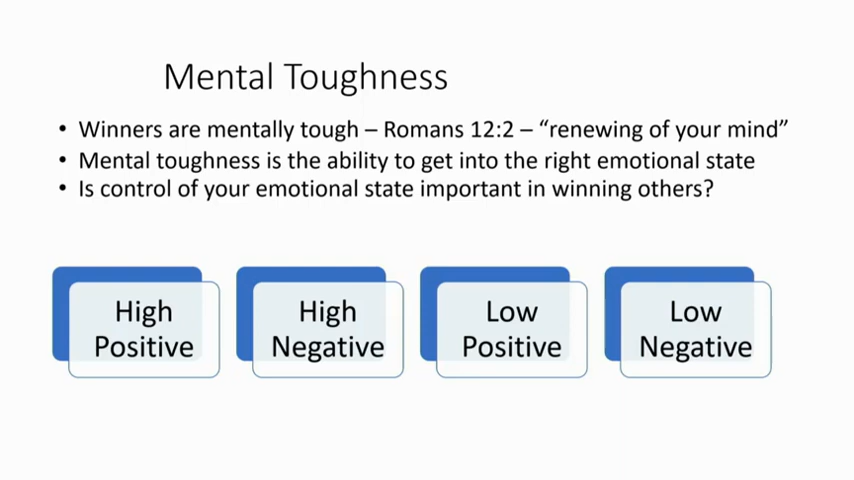 Mental Toughness
• Winners are mentally tough – Romans 12:2 – “renewing of your mind”
• Mental toughness is the ability to get into the right emotional state
• Is control of your emotional state important in winning others?
High
Positive
High
Negative
Low
Positive
Low
Negative